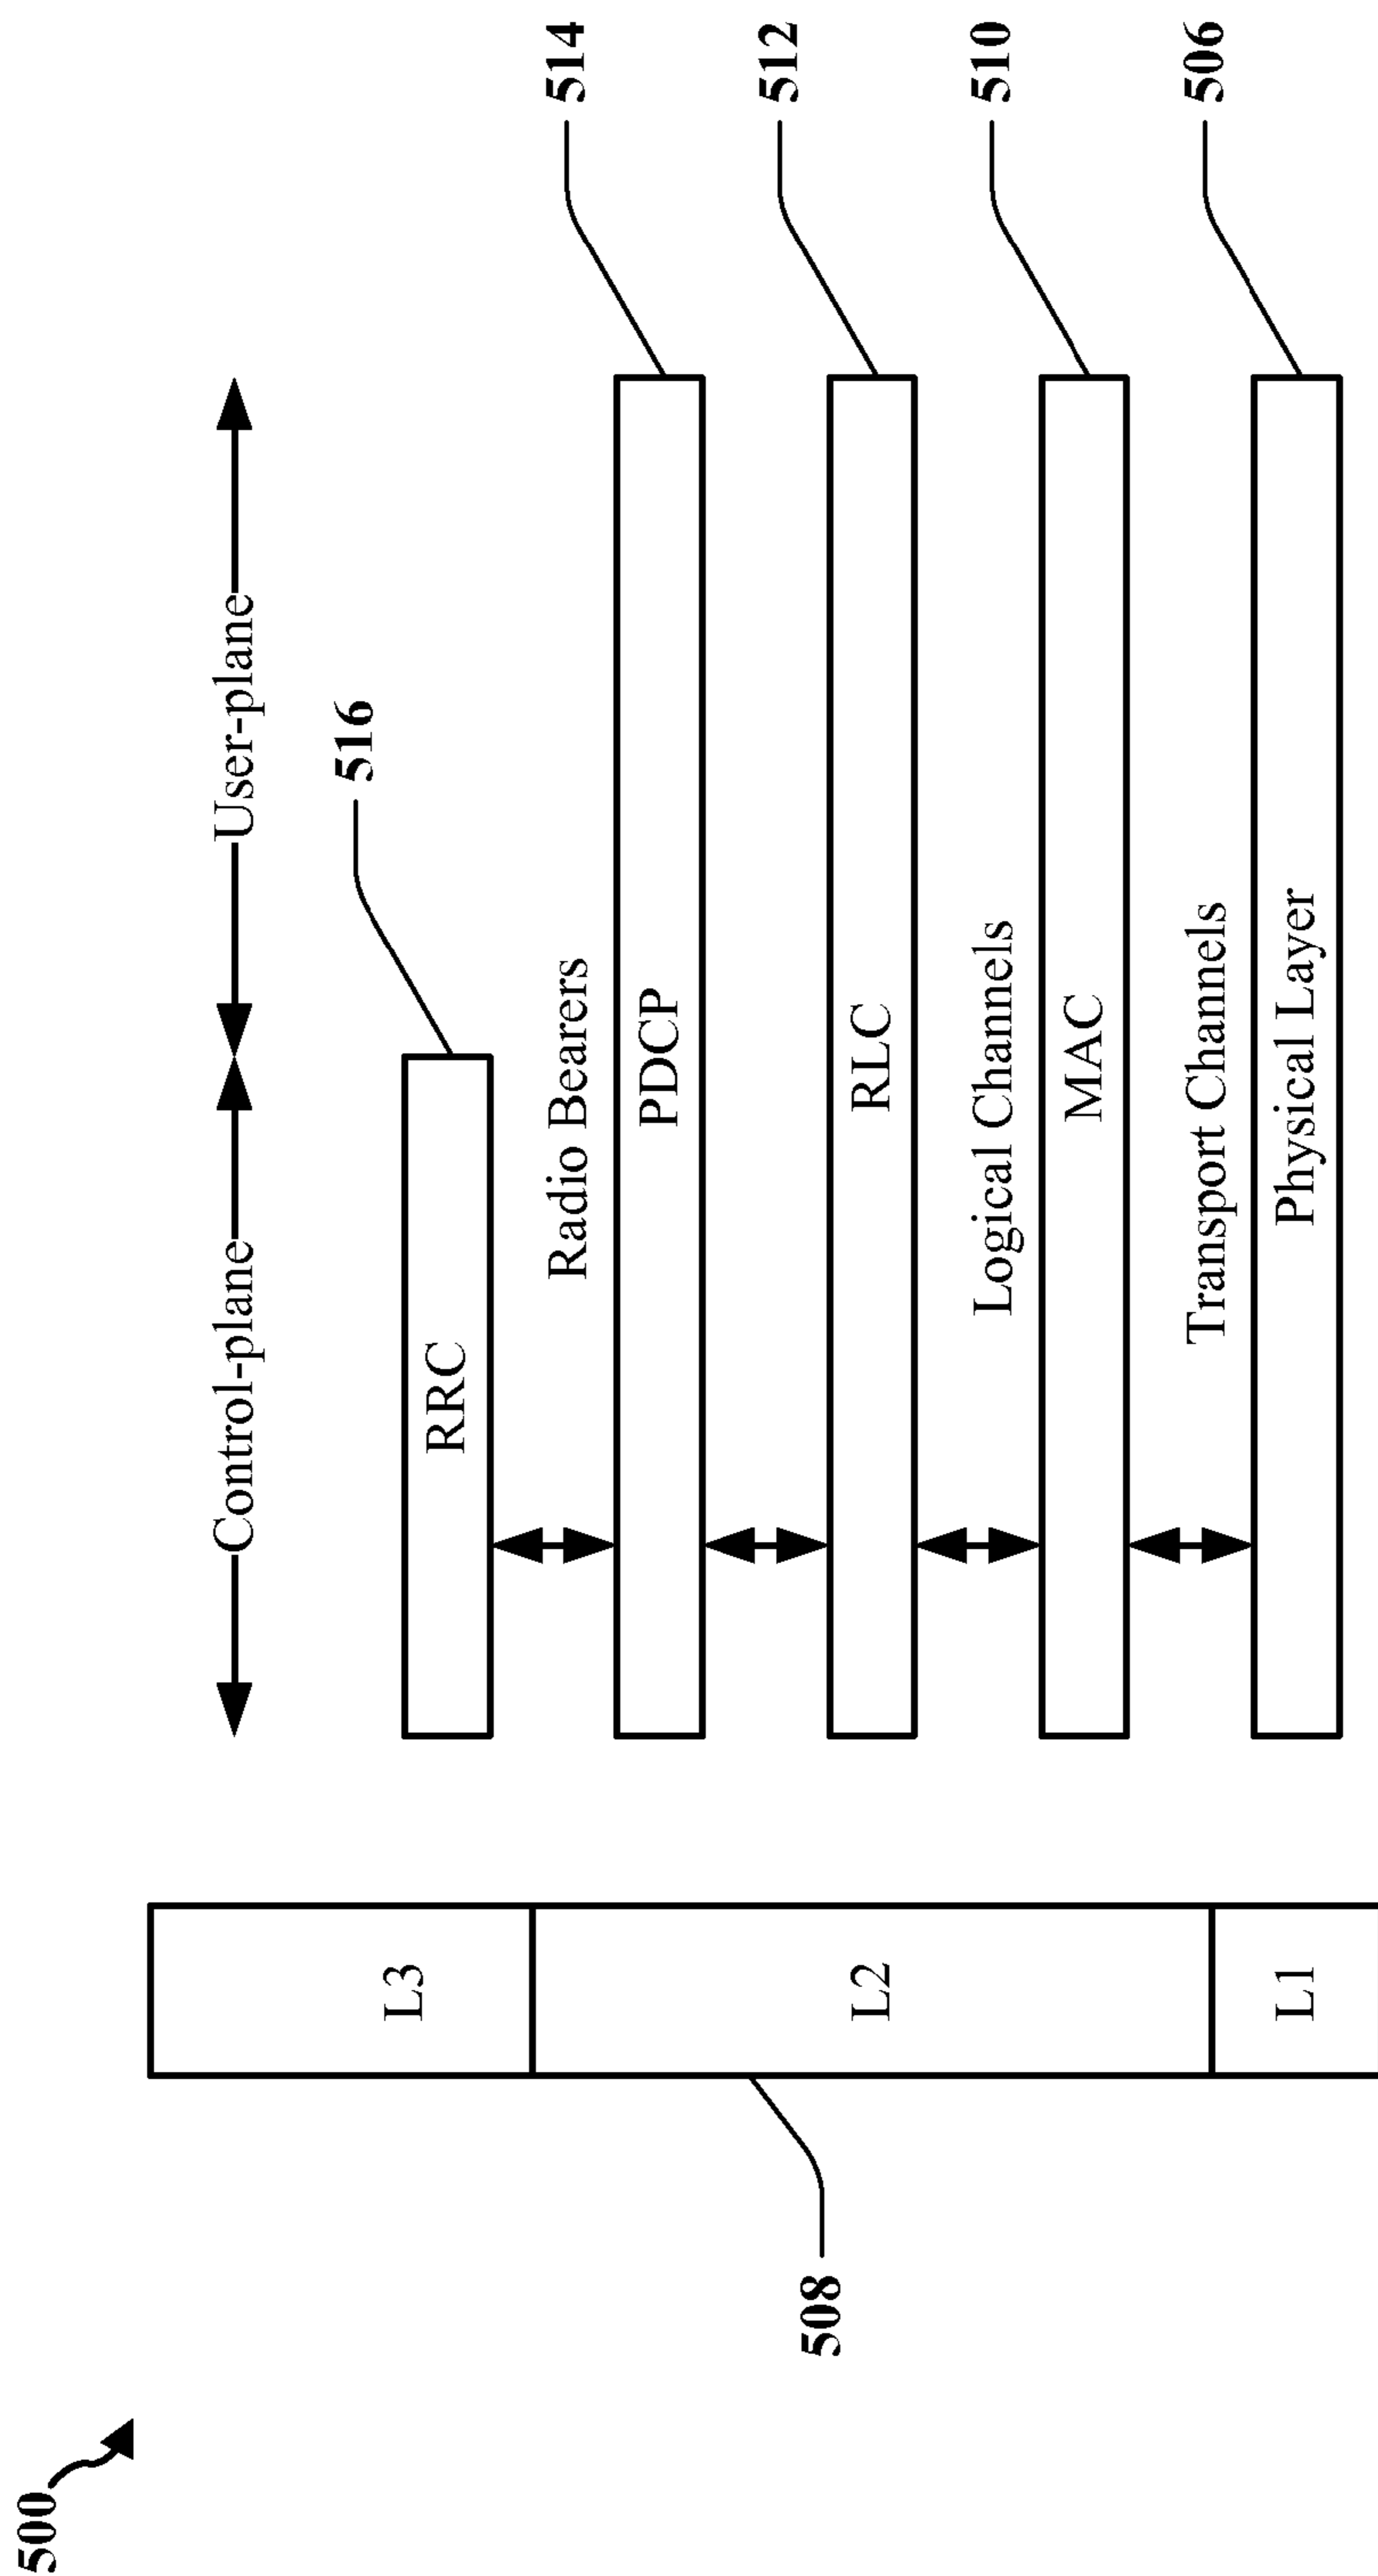 500
Control-plane
User-plane
516
L3
RRC
Radio Bearers
514
PDCP
508
L2
512
RLC
Logical Channels
510
MAC
Transport Channels
506
L1
Physical Layer